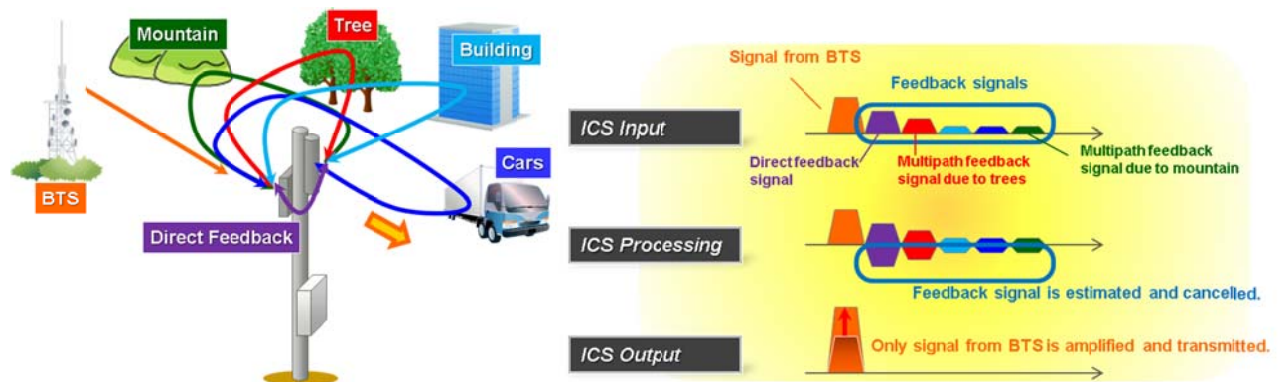 Mountain
Tree
Building
BTS
Cars
Direct Feedback
Signal from BTS
Feedback signals
ICS Input
Direct feedback
signal
Multipath feedback
signal due to trees
Multipath feedback
signal due to mountain
ICS Processing
Feedback signal is estimated and cancelled.
ICS Output
Only signal from BTS is amplified and transmitted.